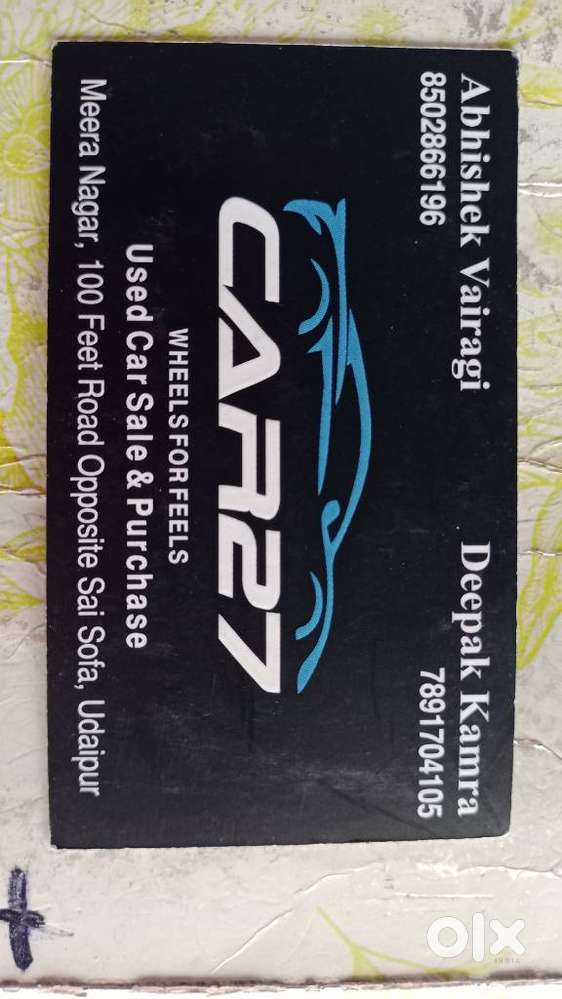 Abhishek Vairagi
8502866196
Deepak Kamra
7891704105
CAR27
WHEELS FOR FEELS
Used Car Sale & Purchase
Meera Nagar, 100 Feet Road Opposite Sai Sofa, Udaipur
olx
INDIA